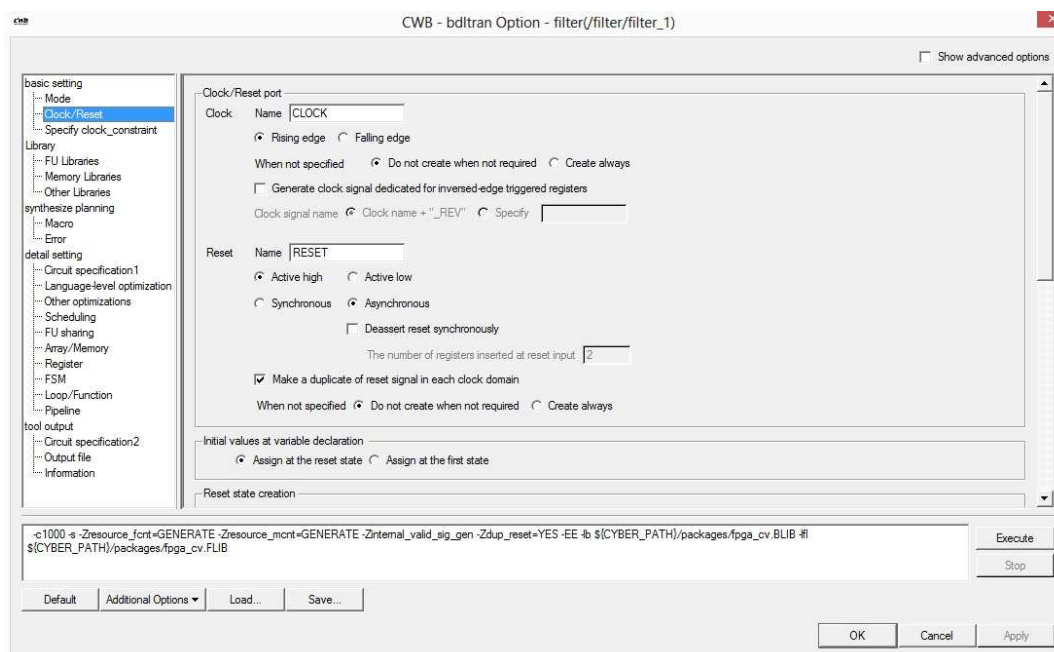 CWB
CWB - bdltran Option - filter(/filter/filter_1)
Show advanced options
basic setting
Mode
Clock/Reset
Specify clock_constraint
Library
FU Libraries
Memory Libraries
Other Libraries
synthesize planning
Macro
Error
detail setting
Circuit specification1
Language-level optimization
Other optimizations
Scheduling
FU sharing
Array/Memory
Register
FSM
Loop/Function
Pipeline
tool output
Circuit specification2
Output file
Information
Clock/Reset port
Clock Name CLOCK
Rising edge Falling edge
When not specified Do not create when not required Create always
Generate clock signal dedicated for inversed-edge triggered registers
Clock signal name Clock name + "_REV" Specify
Reset Name RESET
Active high Active low
Synchronous Asynchronous
Deassert reset synchronously
The number of registers inserted at reset input 2
Make a duplicate of reset signal in each clock domain
When not specified Do not create when not required Create always
Initial values at variable declaration
Assign at the reset state Assign at the first state
Reset state creation
-c1000 -s -Zresource_fcnt=GENERATE -Zresource_mcnt=GENERATE -Zinternal_valid_sig_gen -Zdup_reset=YES -EE -lb ${CYBER_PATH}/packages/fpga_cv.BLIB -lfl
${CYBER_PATH}/packages/fpga_cv.FLIB
Execute
Stop
Default Additional Options Load... Save...
OK Cancel Apply